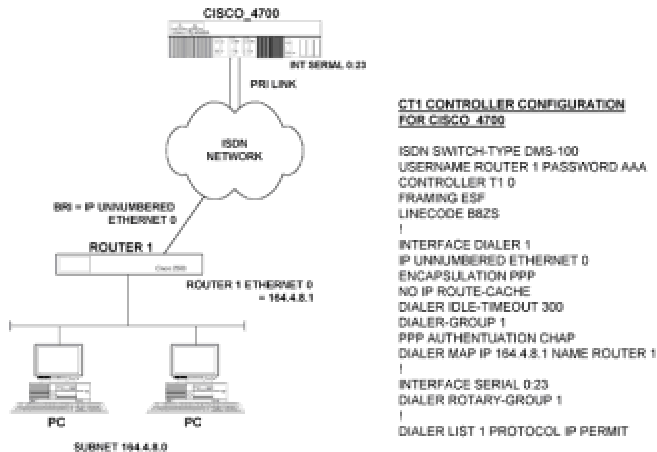 CISCO_4700
INT SERIAL 0:23
PRI LINK
ISDN
NETWORK
BRI = IP UNNUMBERED
ETHERNET 0
ROUTER 1
Cisco 2500
ROUTER 1 ETHERNET 0
= 164.4.8.1
PC
PC
SUBNET 164.4.8.0
CT1 CONTROLLER CONFIGURATION
FOR CISCO_4700
ISDN SWITCH-TYPE DMS-100
USERNAME ROUTER 1 PASSWORD AAA
CONTROLLER T1 0
FRAMING ESF
LINECODE B8ZS
!
INTERFACE DIALER 1
IP UNNUMBERED ETHERNET 0
ENCAPSULATION PPP
NO IP ROUTE-CACHE
DIALER IDLE-TIMEOUT 300
DIALER-GROUP 1
PPP AUTHENTUATION CHAP
DIALER MAP IP 164.4.8.1 NAME ROUTER 1
!
INTERFACE SERIAL 0:23
DIALER ROTARY-GROUP 1
!
DIALER LIST 1 PROTOCOL IP PERMIT